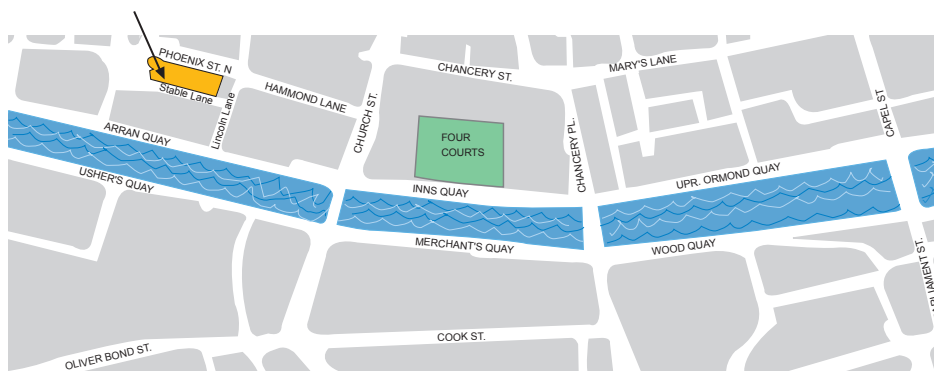 PHOENIX ST. N
Stable Lane
Lincoln Lane
HAMMOND LANE
CHURCH ST.
CHANCERY ST.
MARY'S LANE
CAPEL ST
ARRAN QUAY
USHER'S QUAY
FOUR
COURTS
CHANCERY PL.
INNS QUAY
UPR. ORMOND QUAY
MERCHANT'S QUAY
WOOD QUAY
COOK ST.
OLIVER BOND ST.